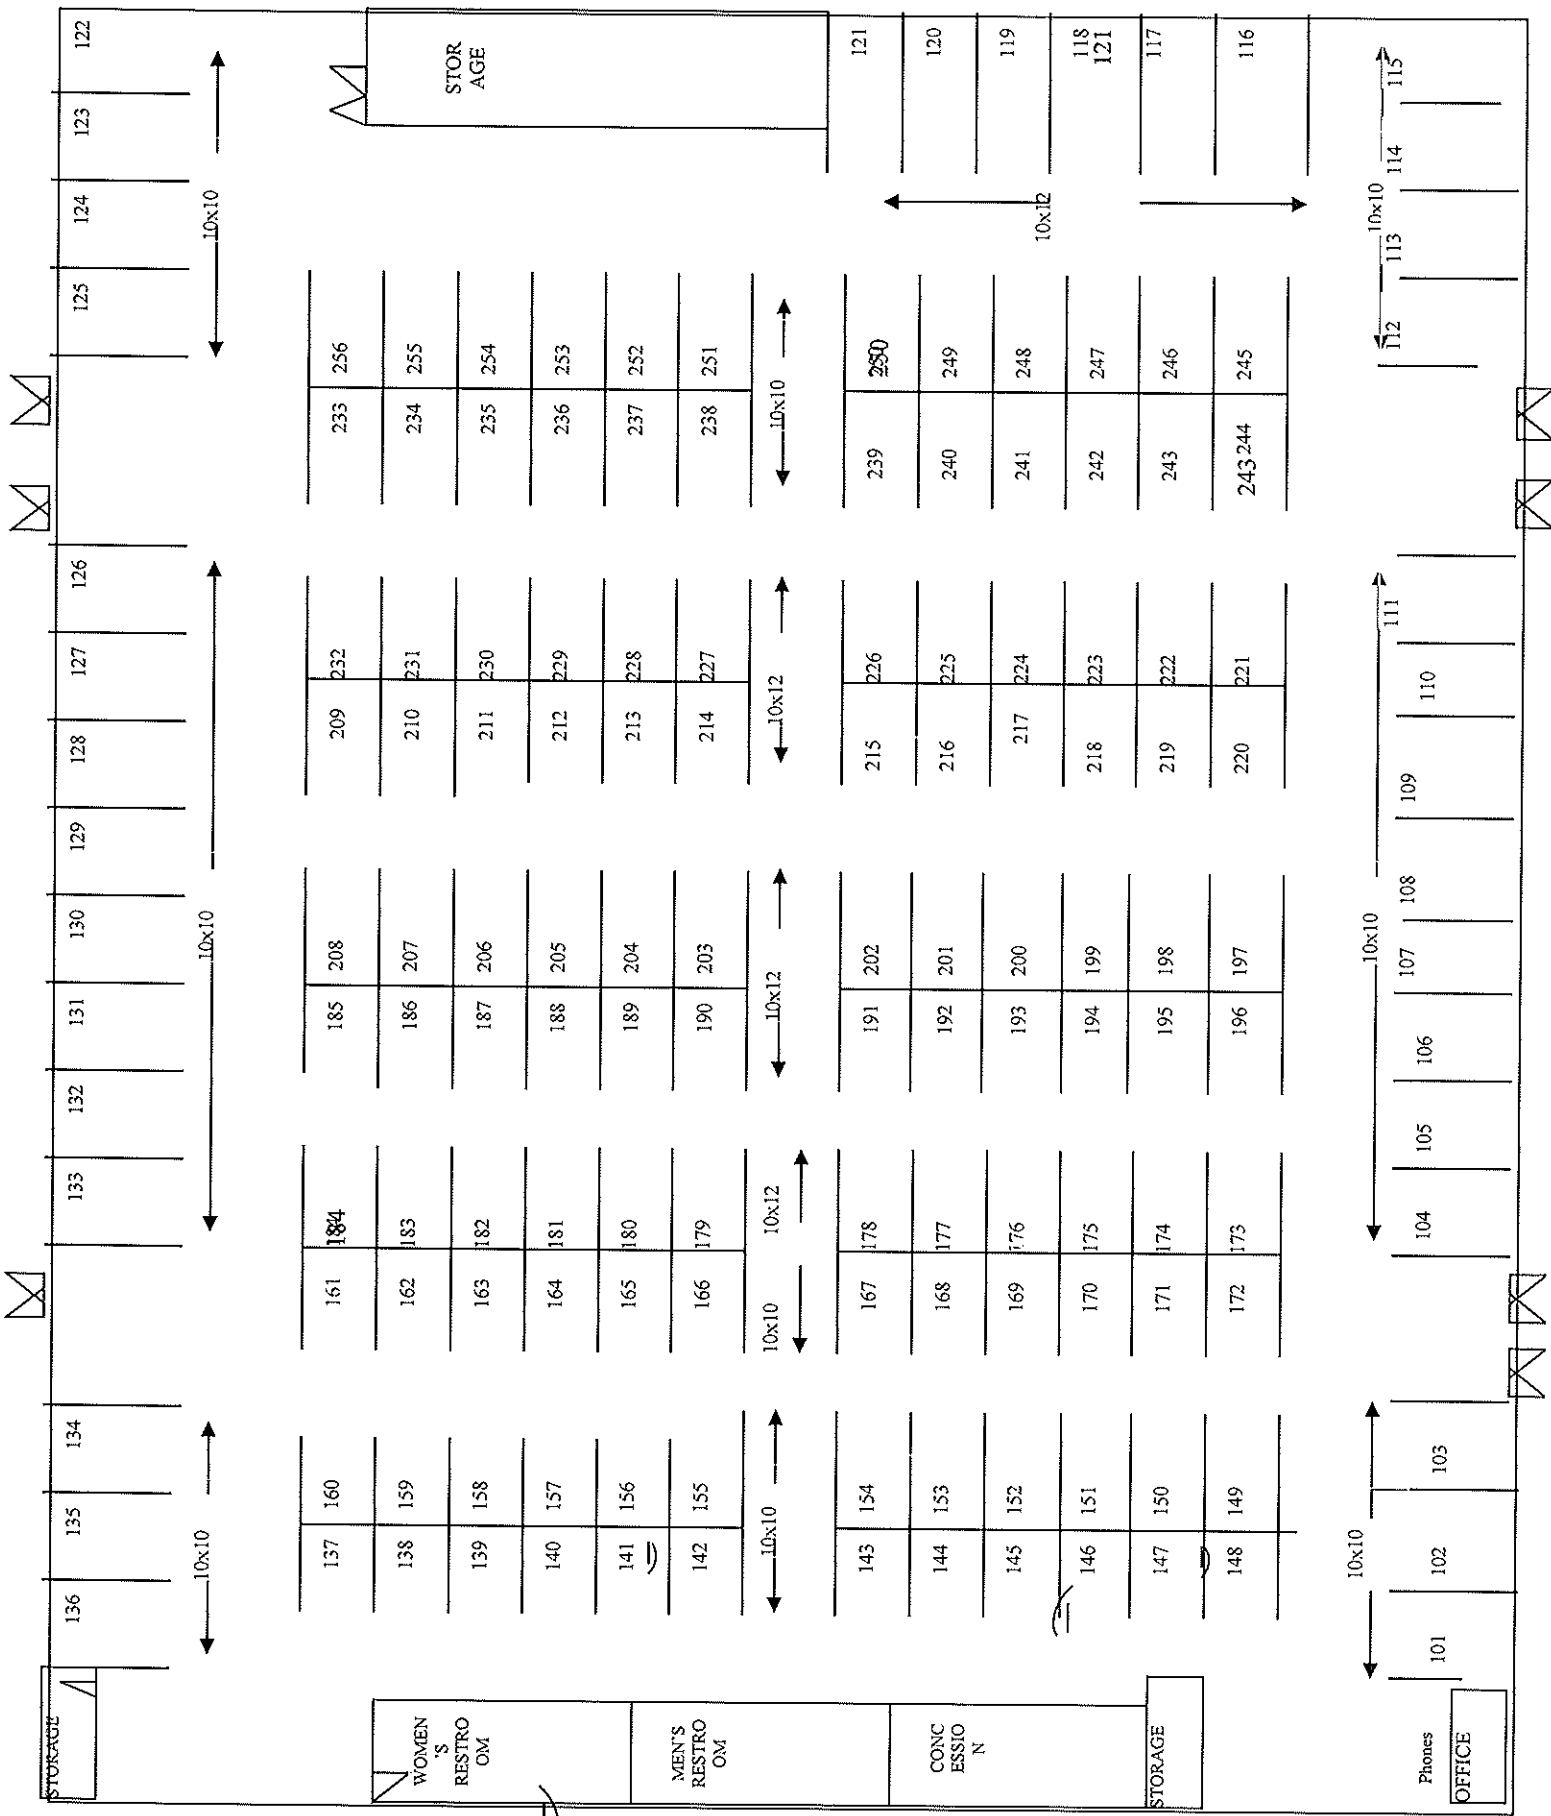 STORAGE 136 135 134 133 132 131 130 129 128 127 126 125 124 123 122
10x10 10x10 10x10
137 160 161 184 185 208 209 232 233 256
138 159 162 183 186 207 210 231 234 255
WOMEN
'S
RESTRO
OM
STOR
AGE
139 158 163 182 187 206 211 230 235 254
140 157 164 181 188 205 212 229 236 253
141 156 165 180 189 204 213 228 237 252
142 155 166 179 190 203 214 227 238 251
MEN'S
RESTRO
OM
10x10 10x10 10x12 10x12 10x12 10x10
143 154 167 178 191 202 215 226 239 250 121
144 153 168 177 192 201 216 225 240 249 120
CONC
ESSIO
N
145 152 169 176 193 200 217 224 241 248 119
10x12
146 151 170 175 194 199 218 223 242 247 118
121
147 150 171 174 195 198 219 222 243 246 117
STORAGE
148 149 172 173 196 197 220 221 243 244 245 116
10x10 10x10 10x10
101 102 103 104 105 106 107 108 109 110 111 112 113 114 115
Phones
OFFICE